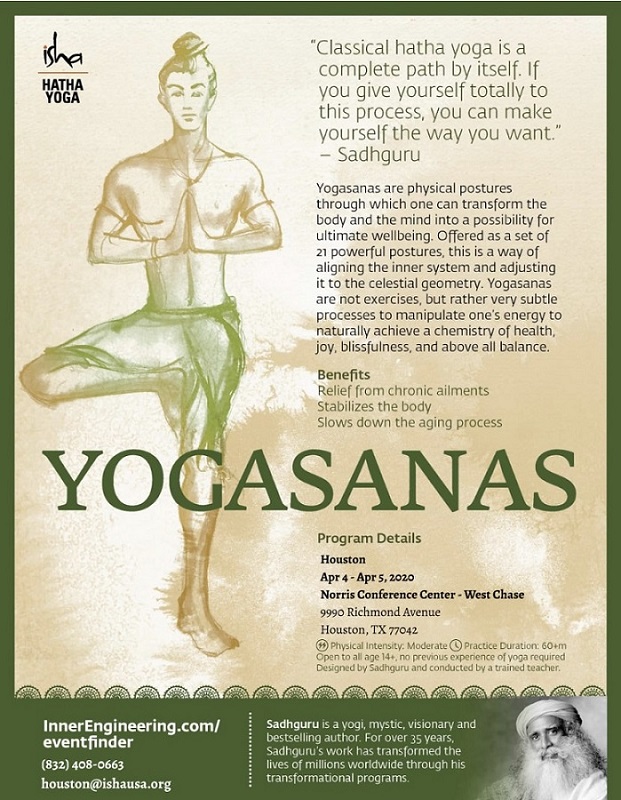 isha
HATHA
YOGA
“Classical hatha yoga is a
complete path by itself. If
you give yourself totally to
this process, you can make
yourself the way you want.”
– Sadhguru
Yogasanas are physical postures
through which one can transform the
body and the mind into a possibility for
ultimate wellbeing. Offered as a set of
21 powerful postures, this is a way of
aligning the inner system and adjusting
it to the celestial geometry. Yogasanas
are not exercises, but rather very subtle
processes to manipulate one's energy to
naturally achieve a chemistry of health,
joy, blissfulness, and above all balance.
Benefits
Relief from chronic ailments
Stabilizes the body
Slows down the aging process
YOGASANAS
Program Details
Houston
Apr 4 - Apr 5, 2020
Norris Conference Center - West Chase
9990 Richmond Avenue
Houston, TX 77042
Physical Intensity: Moderate Practice Duration: 60+m
Open to all age 14+, no previous experience of yoga required
Designed by Sadhguru and conducted by a trained teacher.
InnerEngineering.com/
eventfinder
(832) 408-0663
houston@ishausa.org
Sadhguru is a yogi, mystic, visionary and
bestselling author. For over 35 years,
Sadhguru's work has transformed the
lives of millions worldwide through his
transformational programs.